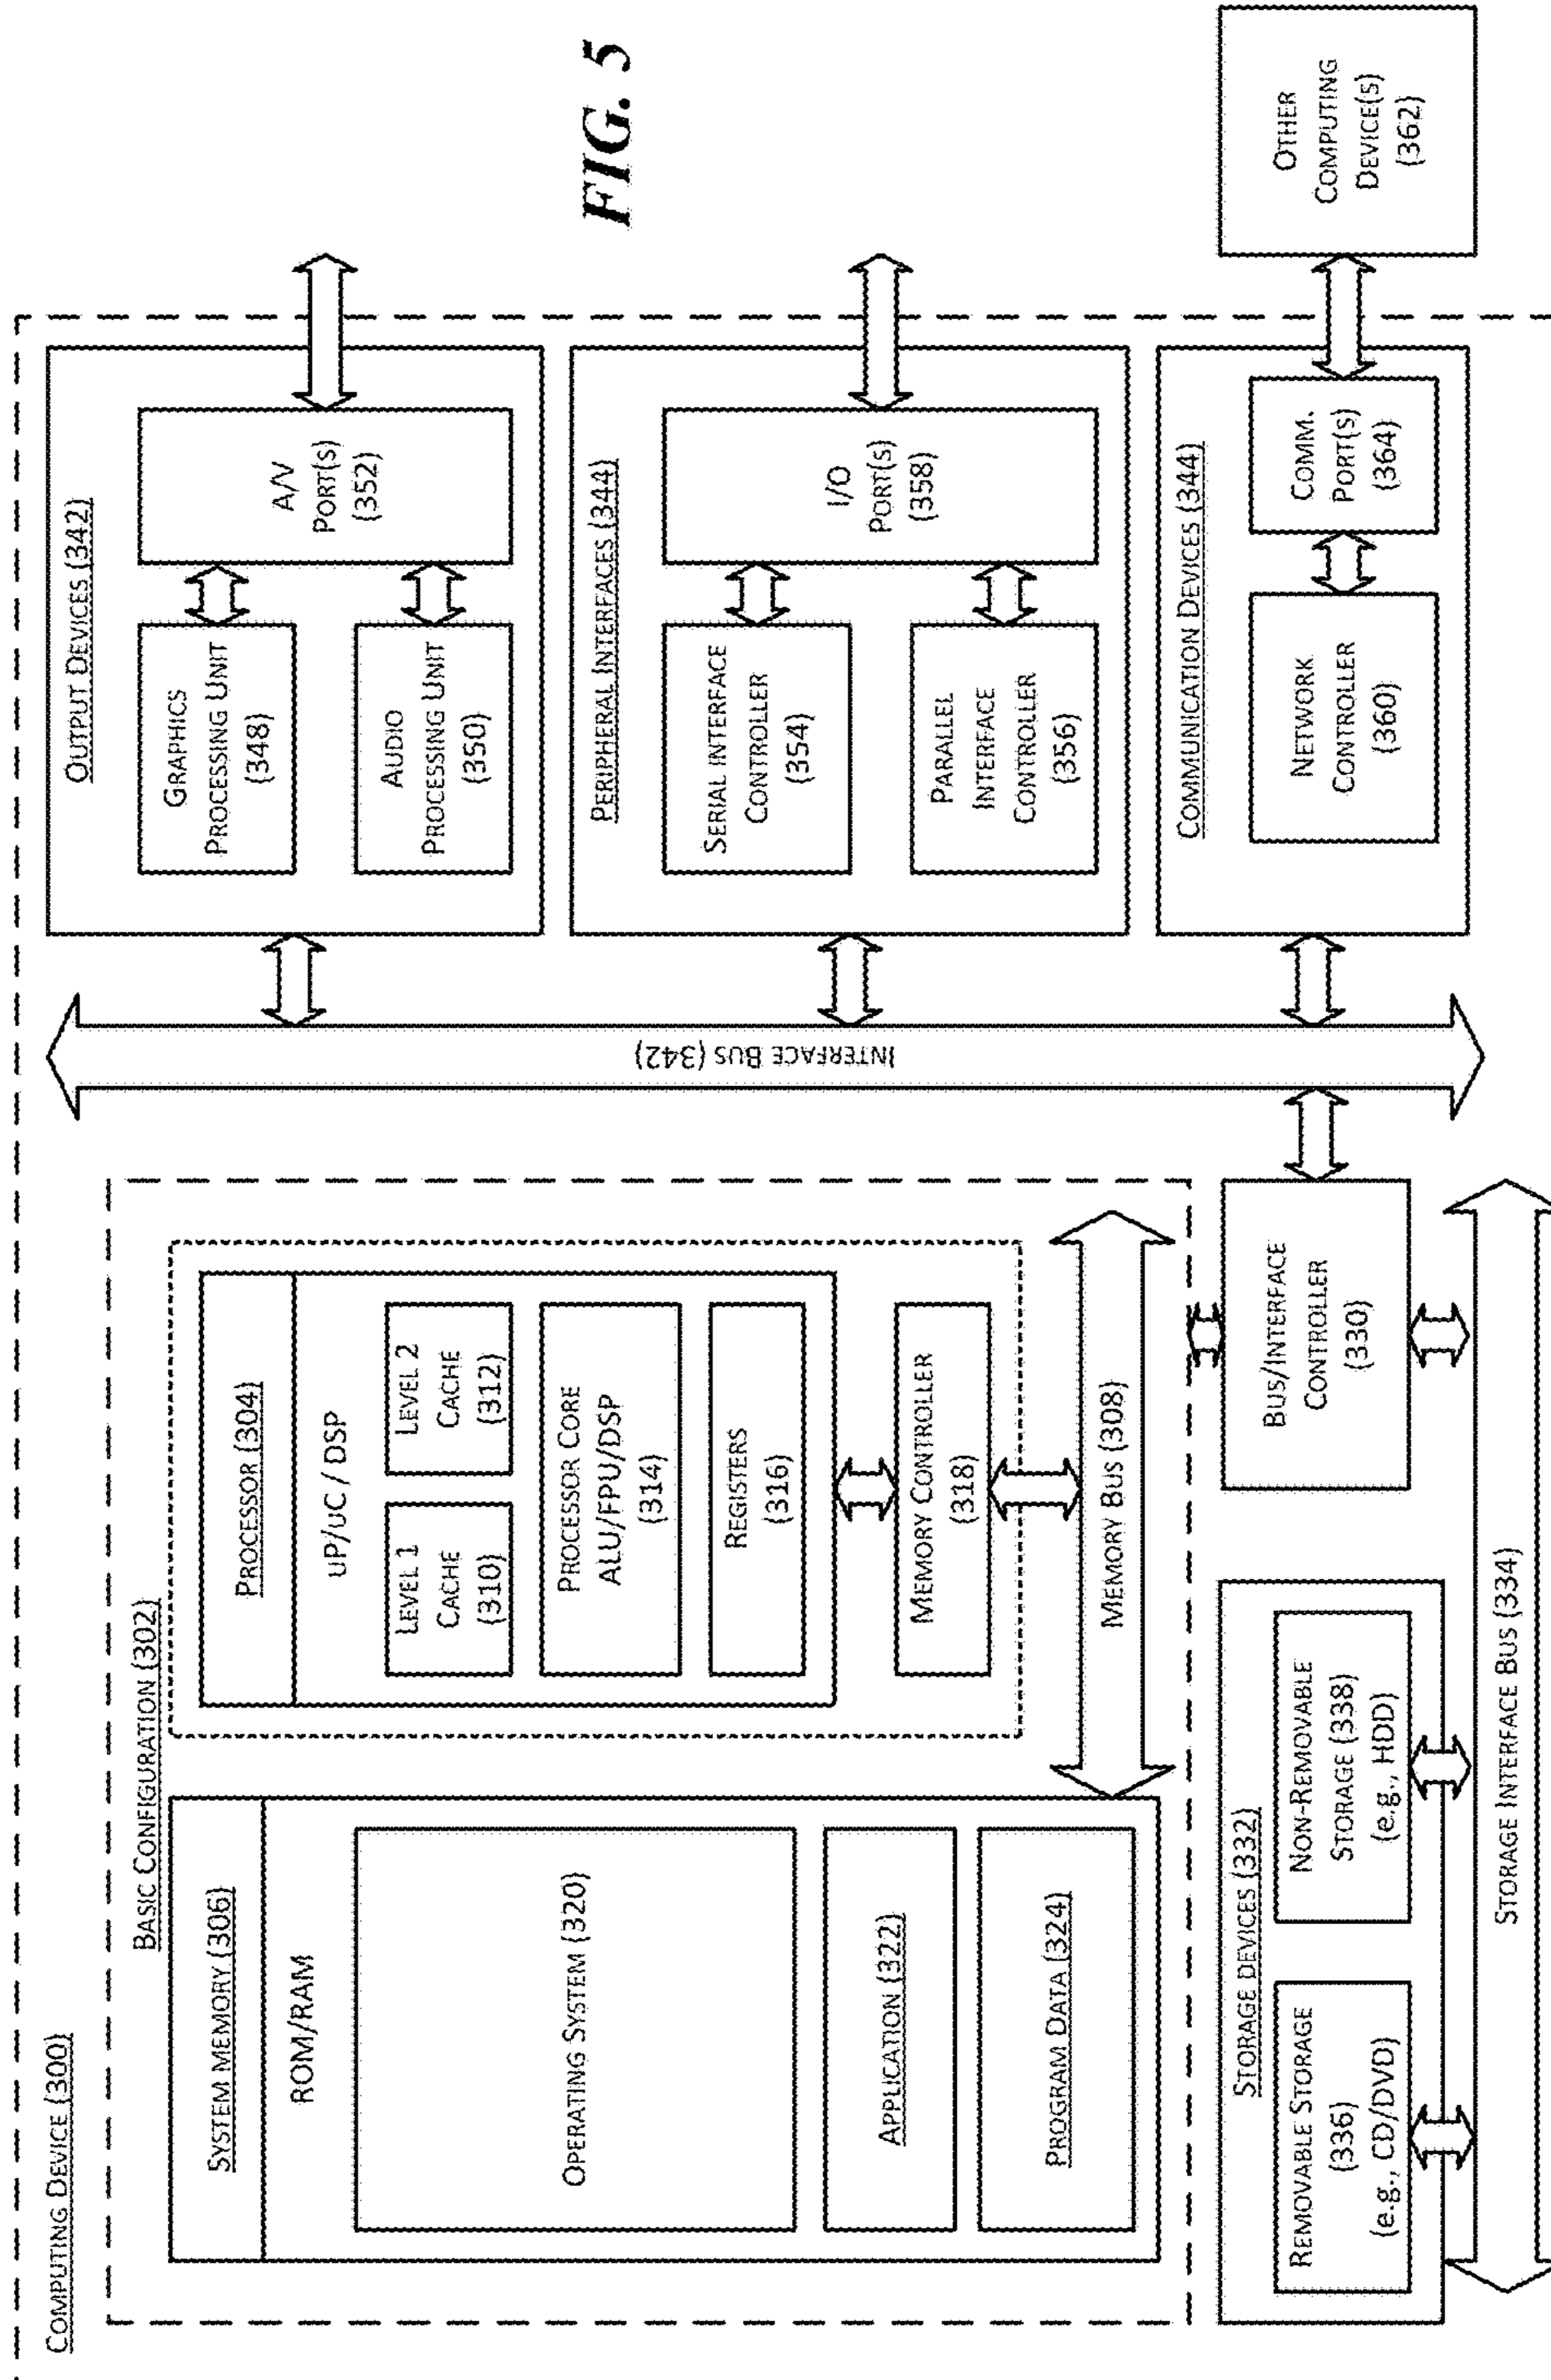 COMPUTING DEVICE (300)
BASIC CONFIGURATION (302)
SYSTEM MEMORY (306)
ROM/RAM
OPERATING SYSTEM (320)
APPLICATION (322)
PROGRAM DATA (324)
PROCESSOR (304)
uP/uC / DSP
LEVEL 1
CACHE
(310)
LEVEL 2
CACHE
(312)
PROCESSOR CORE
ALU/FPU/DSP
(314)
REGISTERS
(316)
MEMORY CONTROLLER
(318)
MEMORY BUS (308)
BUS/INTERFACE
CONTROLLER
(330)
STORAGE DEVICES (332)
REMOVABLE STORAGE
(336)
(e.g., CD/DVD)
NON-REMOVABLE
STORAGE (338)
(e.g., HDD)
STORAGE INTERFACE BUS (334)
INTERFACE BUS (342)
OUTPUT DEVICES (342)
GRAPHICS
PROCESSING UNIT
(348)
AUDIO
PROCESSING UNIT
(350)
A/V
PORT(S)
(352)
PERIPHERAL INTERFACES (344)
SERIAL INTERFACE
CONTROLLER
(354)
PARALLEL
INTERFACE
CONTROLLER
(356)
I/O
PORT(S)
(358)
COMMUNICATION DEVICES (344)
NETWORK
CONTROLLER
(360)
COMM.
PORT(S)
(364)
OTHER
COMPUTING
DEVICE(S)
(362)
FIG. 5